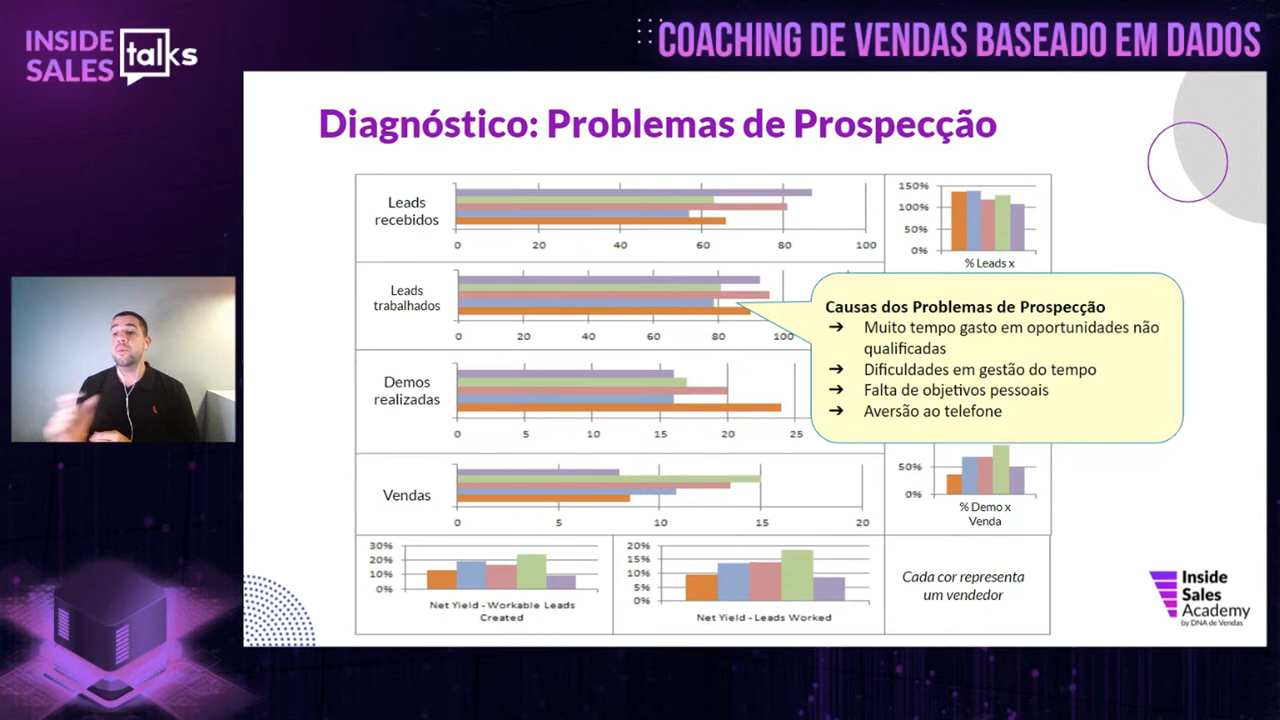 INSIDE
SALES
talks
COACHING DE VENDAS BASEADO EM DADOS
Diagnóstico: Problemas de Prospecção
Leads
recebidos
0 20 40 60 80 100
150%
100%
50%
0%
% Leads x
Leads
trabalhados
0 20 40 60 80 100
Causas dos Problemas de Prospecção
➔ Muito tempo gasto em oportunidades não
qualificadas
➔ Dificuldades em gestão do tempo
➔ Falta de objetivos pessoais
➔ Aversão ao telefone
Demos
realizadas
0 5 10 15 20 25
Vendas
0 5 10 15 20
50%
0%
% Demo x
Venda
30%
20%
10%
0%
Net Yield - Workable Leads
Created
20%
15%
10%
5%
0%
Net Yield - Leads Worked
Cada cor representa
um vendedor
Inside
Sales
Academy
by DNA de Vendas